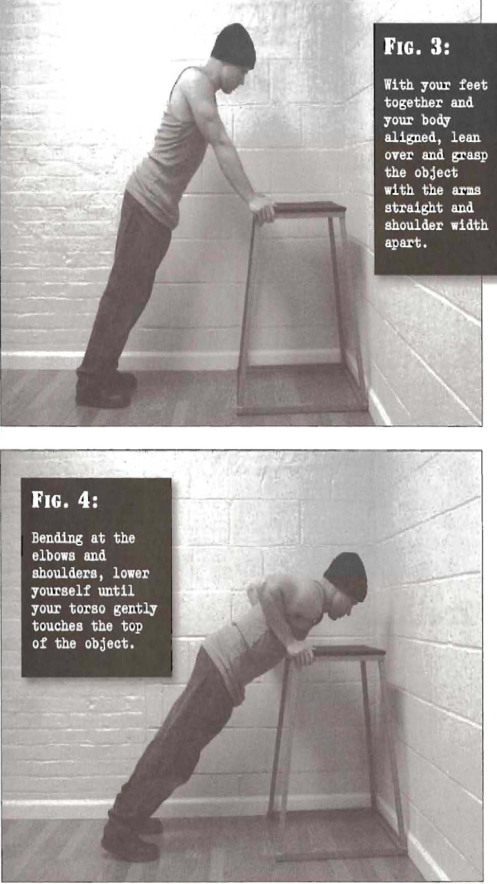 FIG. 3:
With your feet
together and
your body
aligned, lean
over and grasp
the object
with the arms
straight and
shoulder width
apart.
FIG. 4:
Bending at the
elbows and
shoulders, lower
yourself until
your torso gently
touches the top
of the object.